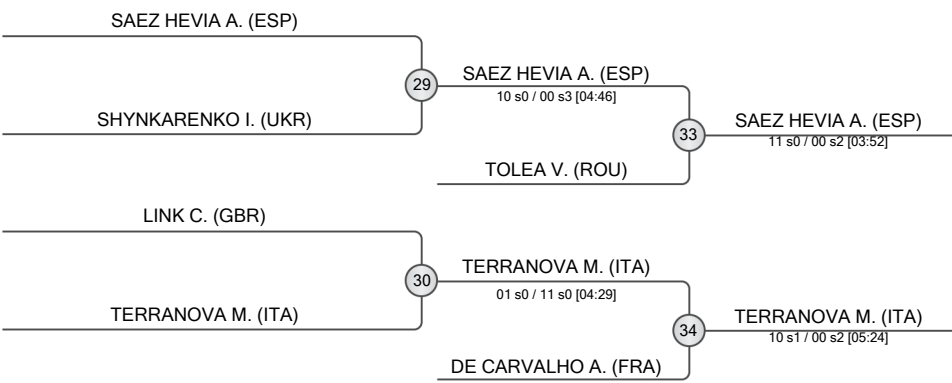 SAEZ HEVIA A. (ESP)
29
SAEZ HEVIA A. (ESP)
10 s0 / 00 s3 [04:46]
SHYNKARENKO I. (UKR)
33
SAEZ HEVIA A. (ESP)
11 s0 / 00 s2 [03:52]
TOLEA V. (ROU)
LINK C. (GBR)
30
TERRANOVA M. (ITA)
01 s0 / 11 s0 [04:29]
TERRANOVA M. (ITA)
34
TERRANOVA M. (ITA)
10 s1 / 00 s2 [05:24]
DE CARVALHO A. (FRA)